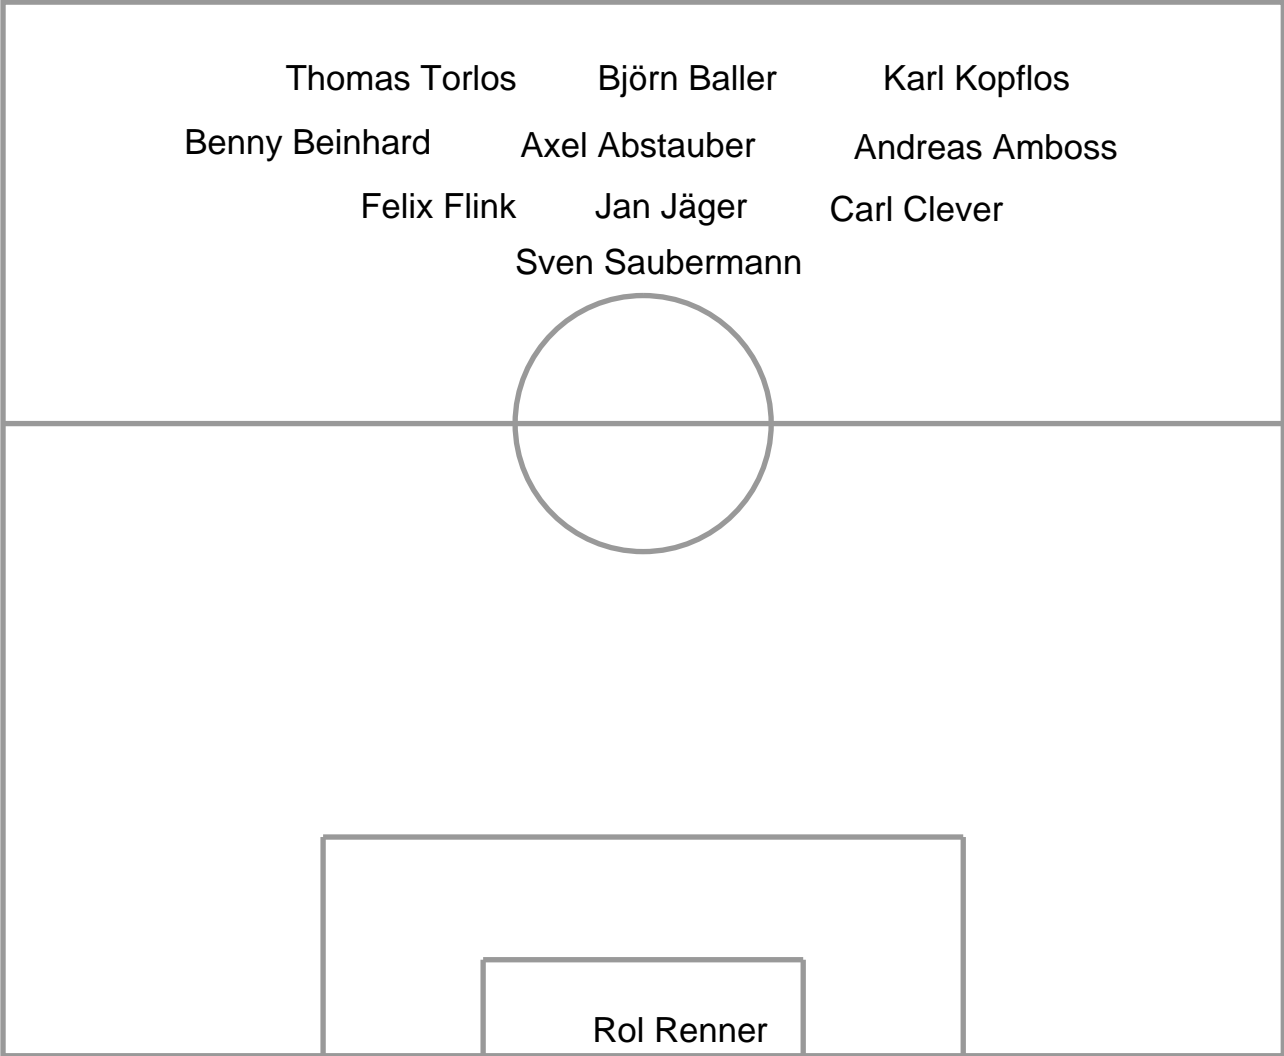 Thomas Torlos Björn Baller Karl Kopflos
Benny Beinhard Axel Abstauber Andreas Amboss
Felix Flink Jan Jäger Carl Clever
Sven Saubermann
Rol Renner